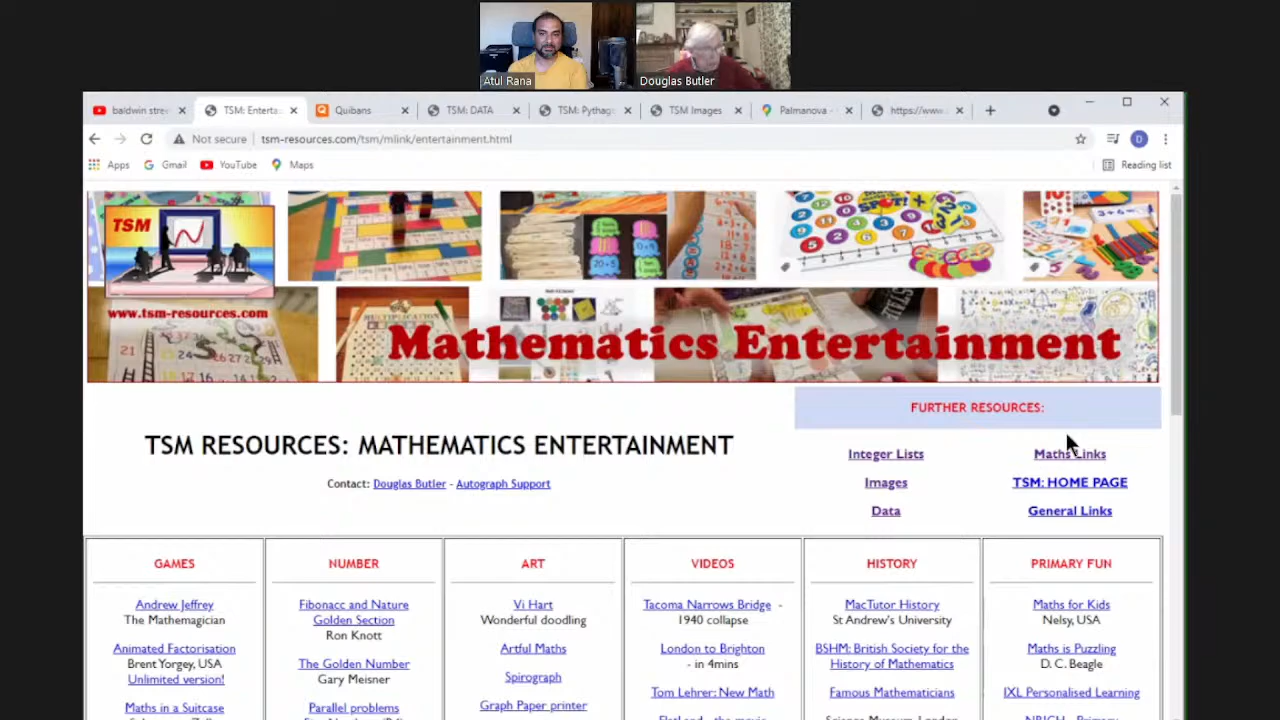 Atul Rana
Douglas Butler
baldwin stre
TSM: Enterta
Quibans
TSM: DATA
TSM: Pythag
TSM Images
Palmanova -
https://www.
Not secure
tsm-resources.com/tsm/mlink/entertainment.html
Apps
Gmail
YouTube
Maps
Reading list
TSM
www.tsm-resources.com
Mathematics Entertainment
FURTHER RESOURCES:
TSM RESOURCES: MATHEMATICS ENTERTAINMENT
Contact: Douglas Butler - Autograph Support
Integer Lists
Maths Links
Images
TSM: HOME PAGE
Data
General Links
GAMES
Andrew Jeffrey
The Mathemagician
Animated Factorisation
Brent Yorgey, USA
Unlimited version!
Maths in a Suitcase
NUMBER
Fibonacc and Nature
Golden Section
Ron Knott
The Golden Number
Gary Meisner
Parallel problems
ART
Vi Hart
Wonderful doodling
Artful Maths
Spirograph
Graph Paper printer
VIDEOS
Tacoma Narrows Bridge -
1940 collapse
London to Brighton
- in 4mins
Tom Lehrer: New Math
HISTORY
MacTutor History
St Andrew's University
BSHM: British Society for the
History of Mathematics
Famous Mathematicians
PRIMARY FUN
Maths for Kids
Nelsy, USA
Maths is Puzzling
D. C. Beagle
IXL Personalised Learning